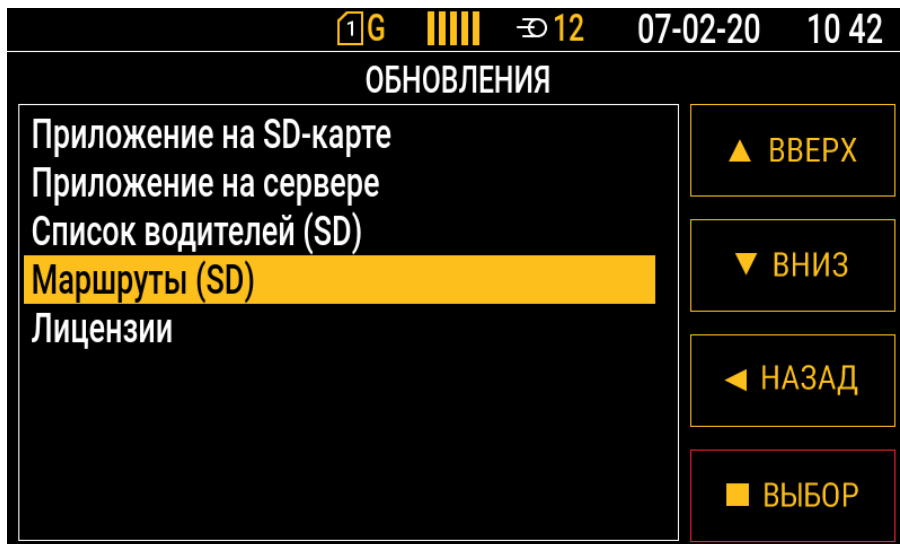 1 G 12 07-02-20 10 42
ОБНОВЛЕНИЯ
Приложение на SD-карте
Приложение на сервере
Список водителей (SD)
Маршруты (SD)
Лицензии
▲ ВВЕРХ
▼ ВНИЗ
◀ НАЗАД
■ ВЫБОР